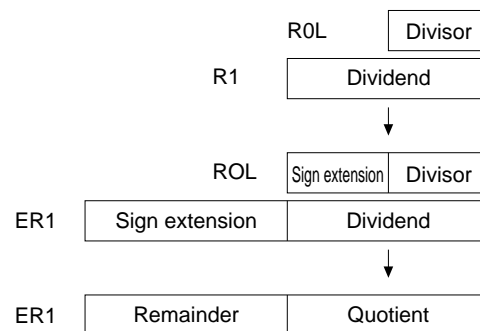 R0L Divisor
R1 Dividend
ROL Sign extension Divisor
ER1 Sign extension Dividend
ER1 Remainder Quotient